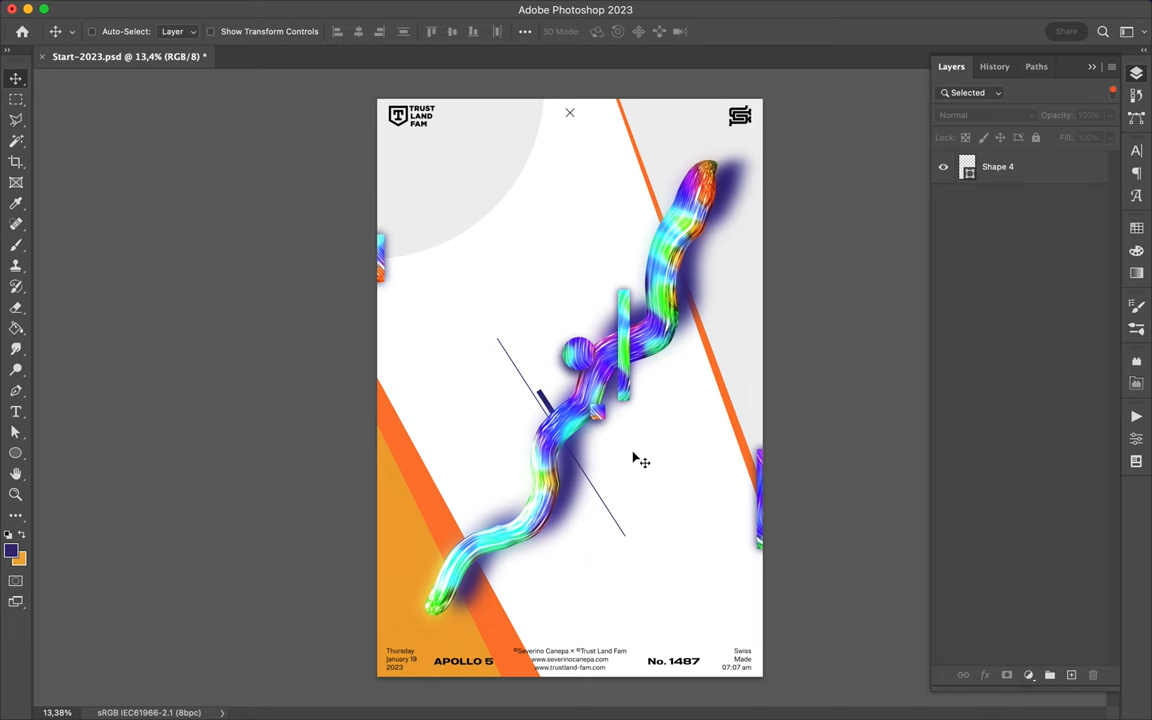 Adobe Photoshop 2023
Auto-Select:
Layer
Show Transform Controls
3D Mode:
Share
Start-2023.psd @ 13,4% (RGB/8) *
Layers
History
Paths
Selected
Normal
Opacity: 100%
Lock:
Fill: 100%
Shape 4
TRUST
LAND
FAM
Thursday
January 19
2023
APOLLO 5
©Severino Canepa × ©Trust Land Fam
www.severinocanepa.com
www.trustland-fam.com
No. 1487
Swiss
Made
07:07 am
13,38%
sRGB IEC61966-2.1 (8bpc)